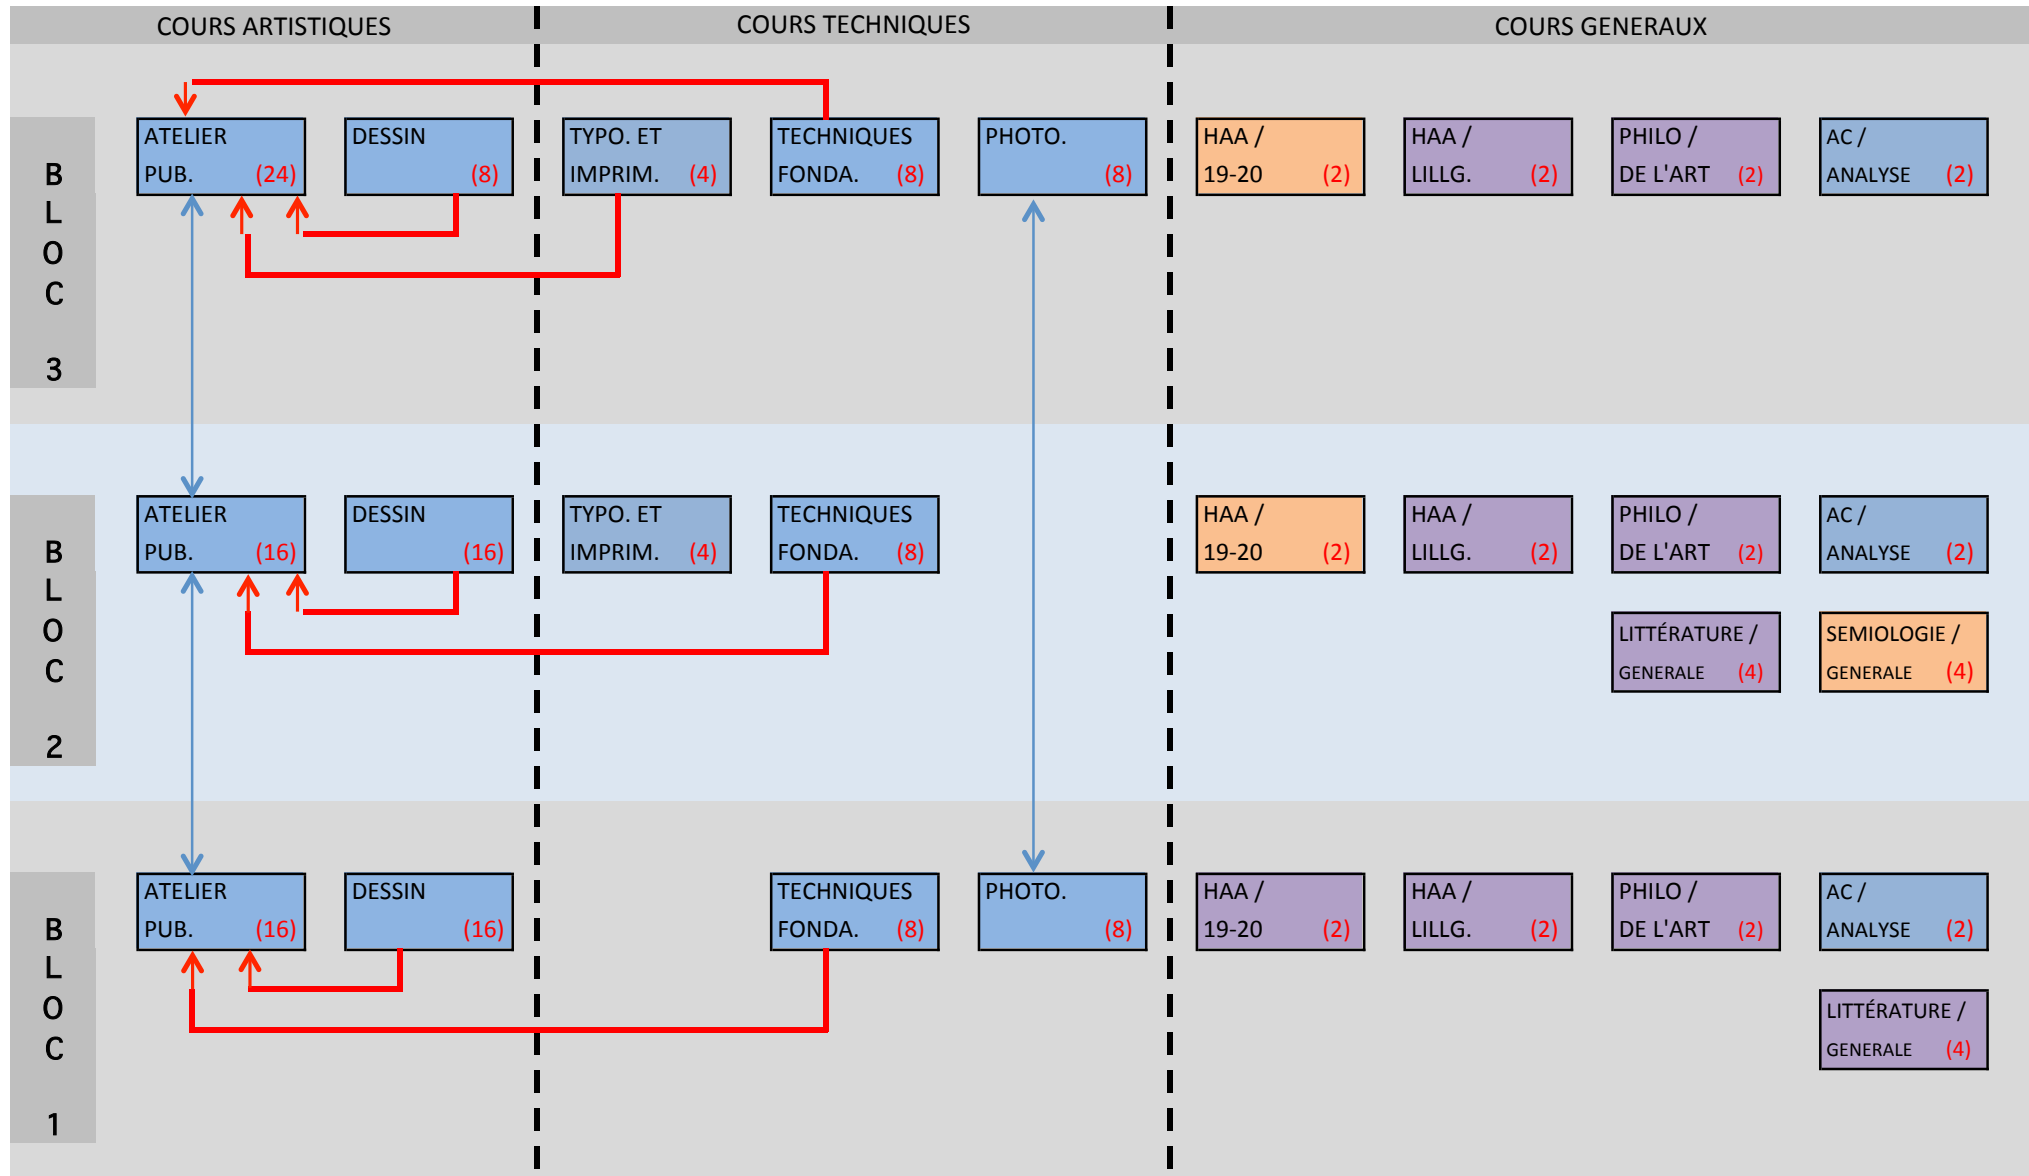 COURS ARTISTIQUES
COURS TECHNIQUES
COURS GENERAUX
B
L
O
C
3
ATELIER
PUB. (24)
DESSIN
(8)
TYPO. ET
IMPRIM. (4)
TECHNIQUES
FONDA. (8)
PHOTO.
(8)
HAA /
19-20 (2)
HAA /
LILLG. (2)
PHILO /
DE L'ART (2)
AC /
ANALYSE (2)
B
L
O
C
2
ATELIER
PUB. (16)
DESSIN
(16)
TYPO. ET
IMPRIM. (4)
TECHNIQUES
FONDA. (8)
HAA /
19-20 (2)
HAA /
LILLG. (2)
PHILO /
DE L'ART (2)
AC /
ANALYSE (2)
LITTÉRATURE /
GENERALE (4)
SEMIOLOGIE /
GENERALE (4)
B
L
O
C
1
ATELIER
PUB. (16)
DESSIN
(16)
TECHNIQUES
FONDA. (8)
PHOTO.
(8)
HAA /
19-20 (2)
HAA /
LILLG. (2)
PHILO /
DE L'ART (2)
AC /
ANALYSE (2)
LITTÉRATURE /
GENERALE (4)